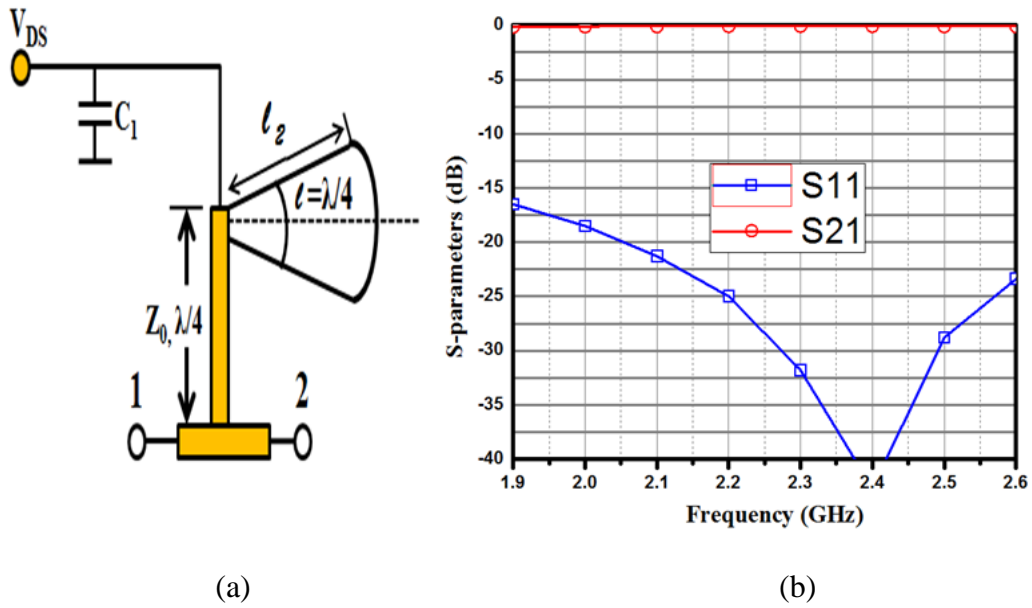 V_DS
C₁
ℓ₂
ℓ=λ/4
Z₀, λ/4
1
2
S-parameters (dB)
0
-5
-10
-15
-20
-25
-30
-35
-40
S11
S21
1.9 2.0 2.1 2.2 2.3 2.4 2.5 2.6
Frequency (GHz)
(a) (b)